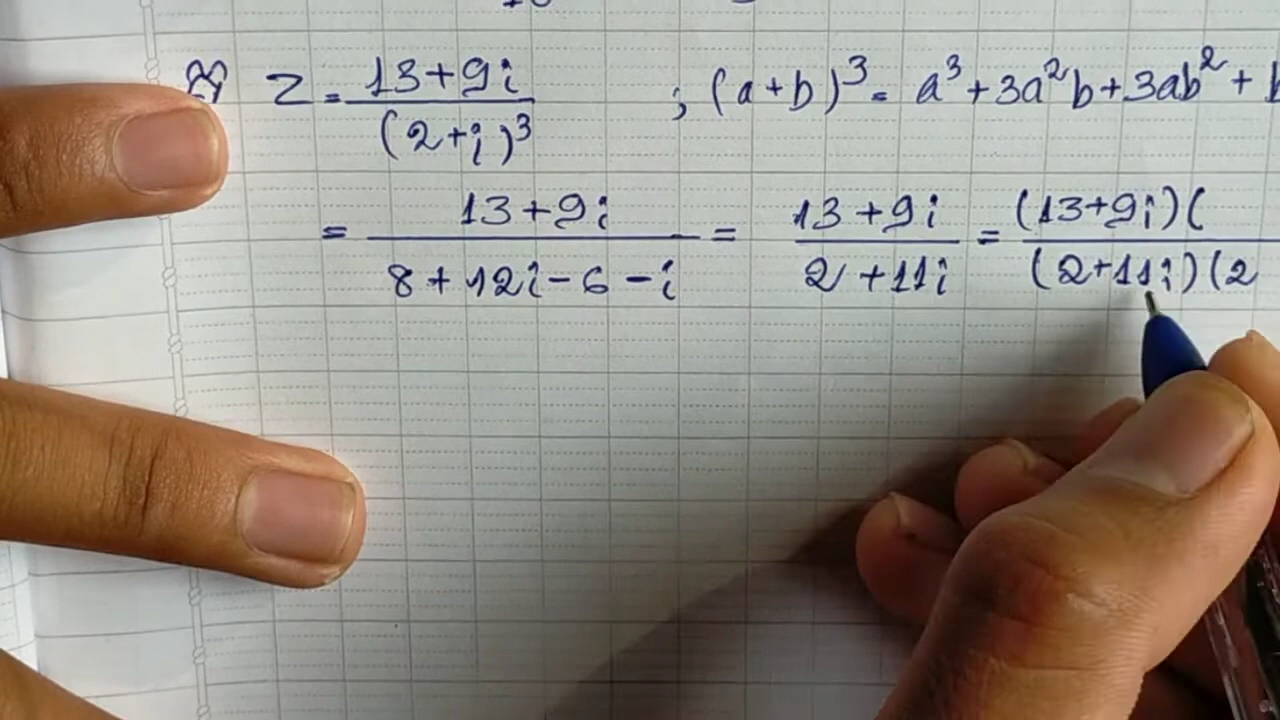 Z = 13+9i / (2+i)³ ; (a+b)³ = a³+3a²b+3ab²+
= 13+9i / 8+12i-6-i = 13+9i / 2+11i = (13+9i)( / (2+11i)(2